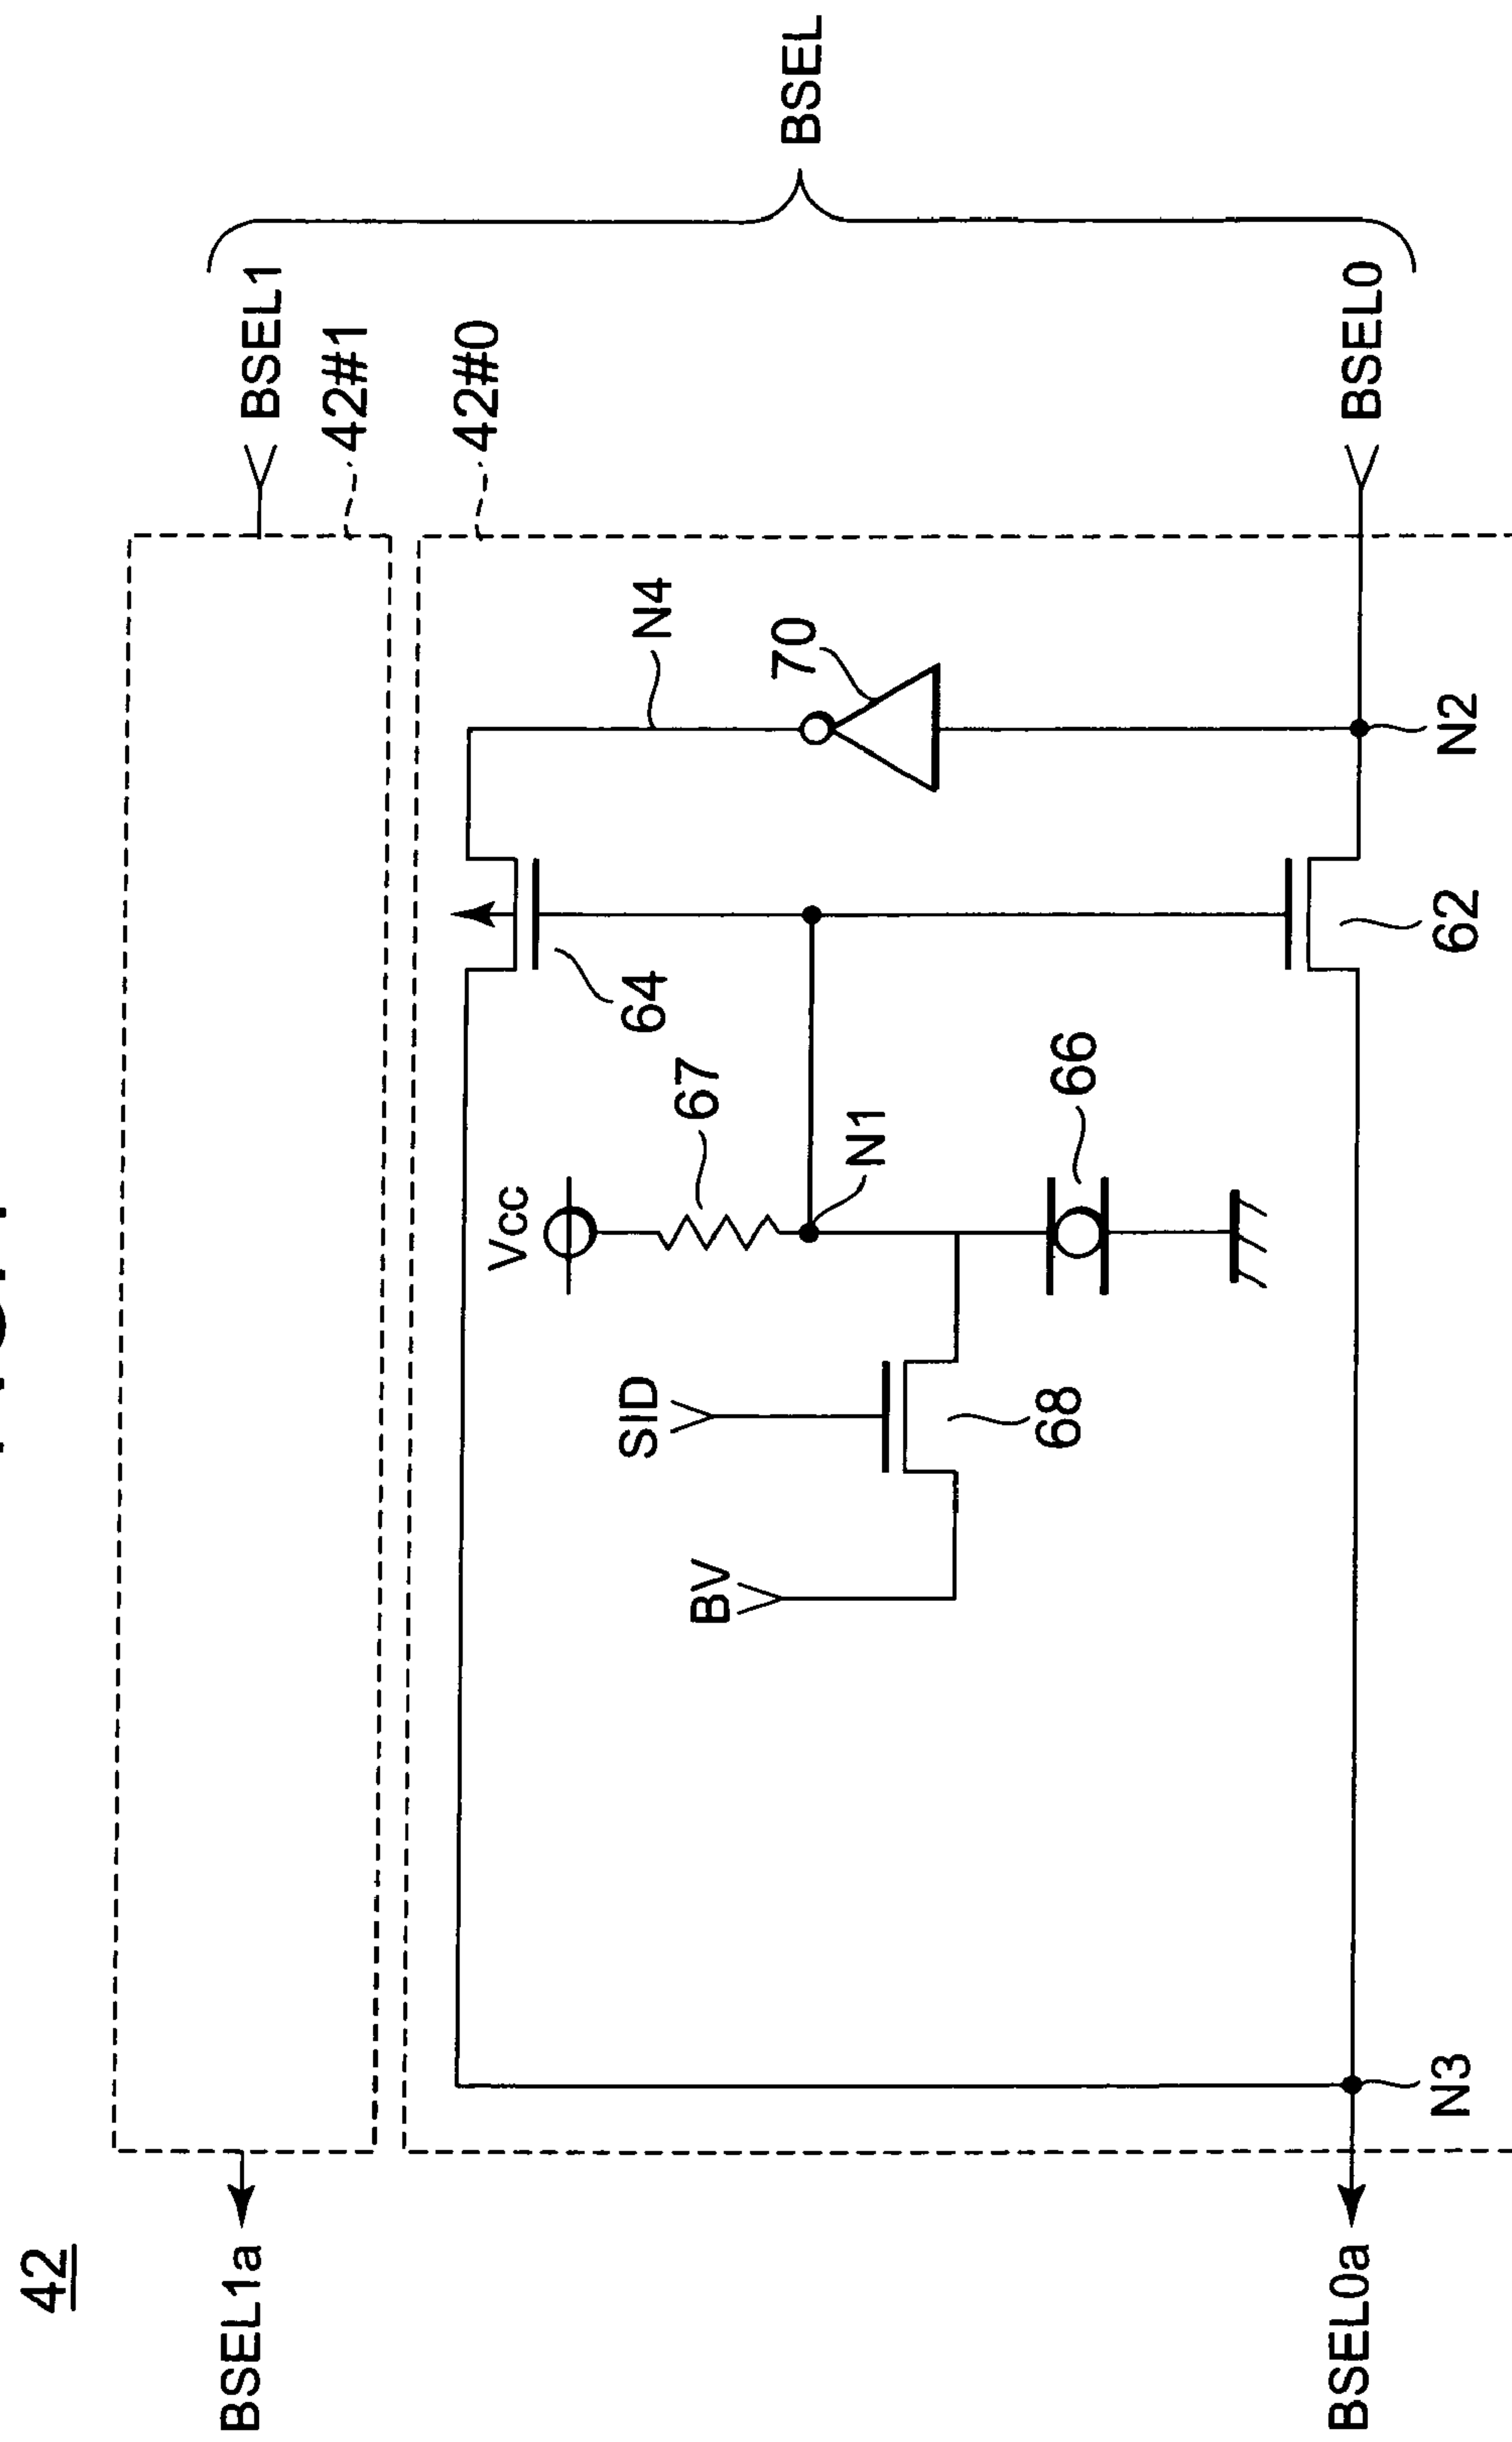 42
BSEL1a
BSEL1
42#1
42#0
N4
Vcc
64
67
SID
BV
70
BSEL
N1
66
68
BSEL0a
BSEL0
N3
62
N2